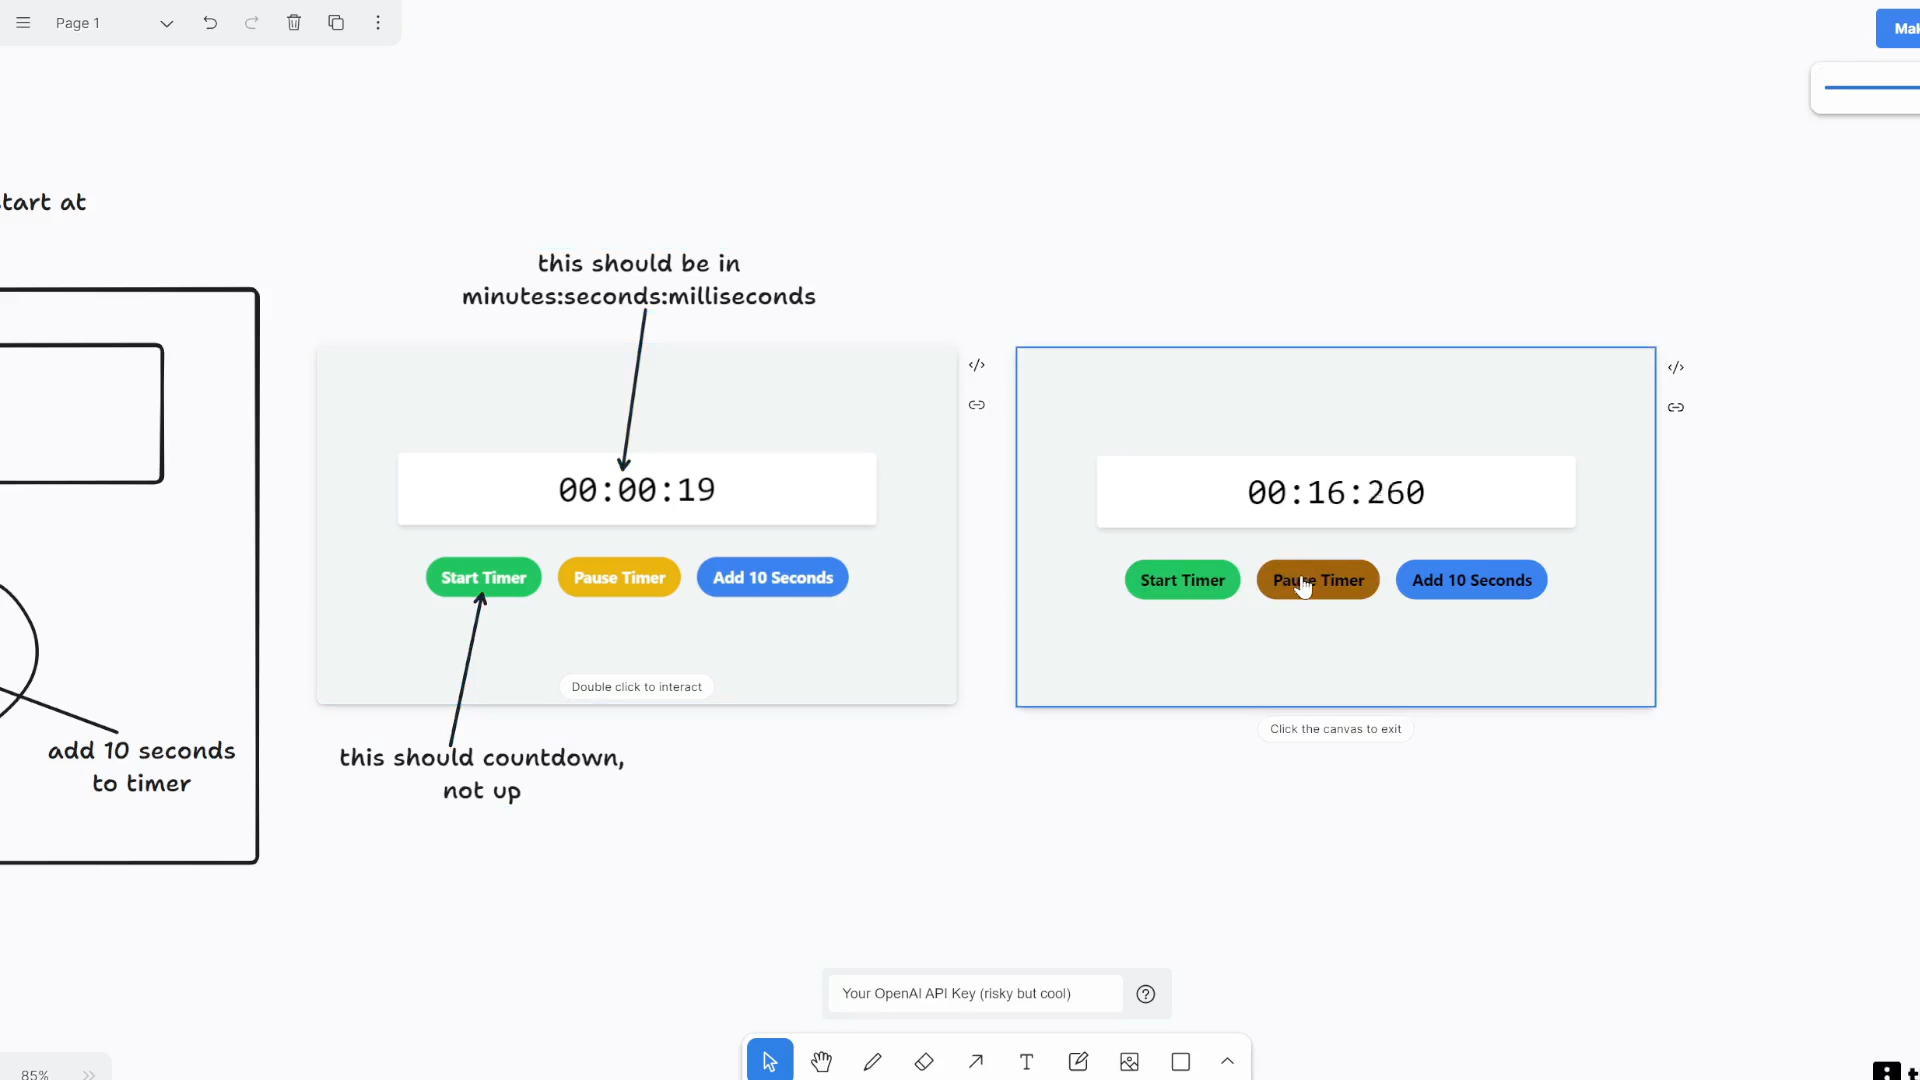 Page 1
Mak
tart at
this should be in
minutes:seconds:milliseconds
00:00:19
Start Timer
Pause Timer
Add 10 Seconds
Double click to interact
00:16:260
Start Timer
Pause Timer
Add 10 Seconds
Click the canvas to exit
add 10 seconds
to timer
this should countdown,
not up
Your OpenAI API Key (risky but cool)
85%
t